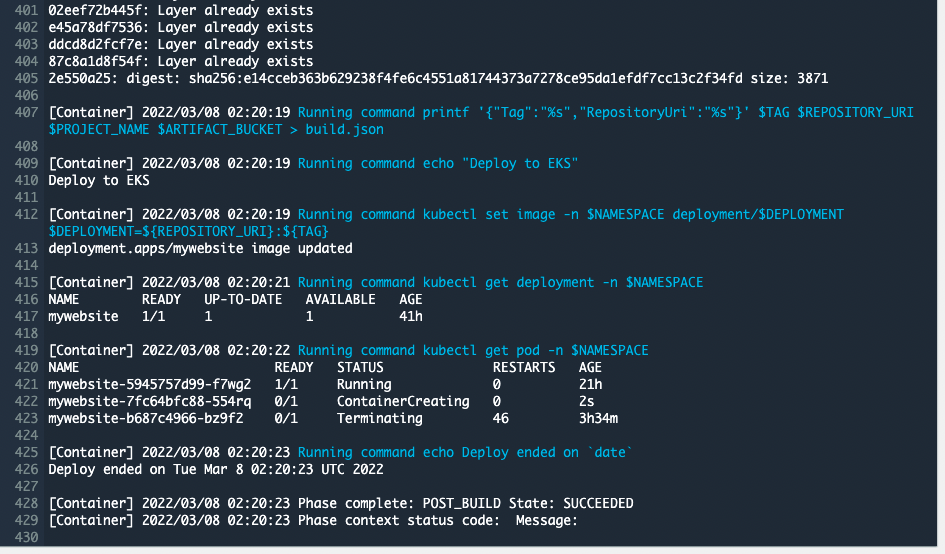 401 02eef72b445f: Layer already exists
402 e45a78df7536: Layer already exists
403 ddcd8d2fcf7e: Layer already exists
404 87c8a1d8f54f: Layer already exists
405 2e550a25: digest: sha256:e14cceb363b629238f4fe6c4551a81744373a7278ce95da1efdf7cc13c2f34fd size: 3871
406
407 [Container] 2022/03/08 02:20:19 Running command printf '{"Tag":"%s","RepositoryUri":"%s"}' $TAG $REPOSITORY_URI
$PROJECT_NAME $ARTIFACT_BUCKET > build.json
408
409 [Container] 2022/03/08 02:20:19 Running command echo "Deploy to EKS"
410 Deploy to EKS
411
412 [Container] 2022/03/08 02:20:19 Running command kubectl set image -n $NAMESPACE deployment/$DEPLOYMENT
$DEPLOYMENT=${REPOSITORY_URI}:${TAG}
413 deployment.apps/mywebsite image updated
414
415 [Container] 2022/03/08 02:20:21 Running command kubectl get deployment -n $NAMESPACE
416 NAME READY UP-TO-DATE AVAILABLE AGE
417 mywebsite 1/1 1 1 41h
418
419 [Container] 2022/03/08 02:20:22 Running command kubectl get pod -n $NAMESPACE
420 NAME READY STATUS RESTARTS AGE
421 mywebsite-5945757d99-f7wg2 1/1 Running 0 21h
422 mywebsite-7fc64bfc88-554rq 0/1 ContainerCreating 0 2s
423 mywebsite-b687c4966-bz9f2 0/1 Terminating 46 3h34m
424
425 [Container] 2022/03/08 02:20:23 Running command echo Deploy ended on `date`
426 Deploy ended on Tue Mar 8 02:20:23 UTC 2022
427
428 [Container] 2022/03/08 02:20:23 Phase complete: POST_BUILD State: SUCCEEDED
429 [Container] 2022/03/08 02:20:23 Phase context status code: Message:
430